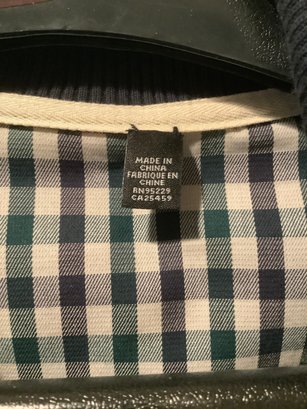 MADE IN
CHINA
FABRIQUE EN
CHINE
RN95229
CA25459